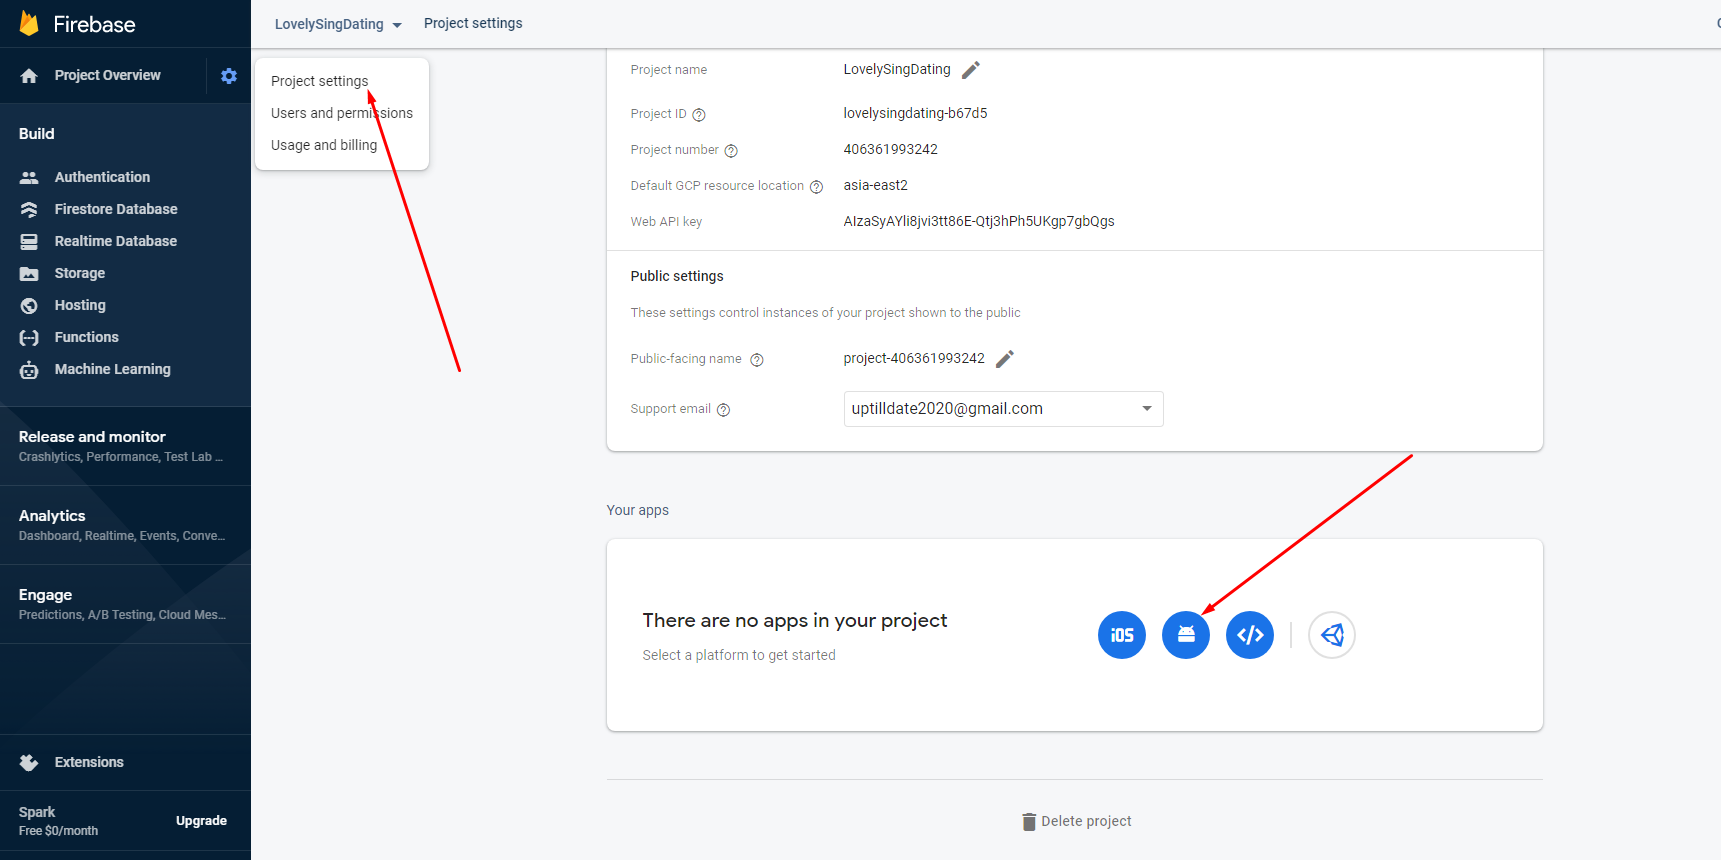 Firebase
LovelySingDating
Project settings
Project Overview
Project settings
Users and permissions
Usage and billing
Build
Authentication
Firestore Database
Realtime Database
Storage
Hosting
Functions
Machine Learning
Release and monitor
Crashlytics, Performance, Test Lab ...
Analytics
Dashboard, Realtime, Events, Conve...
Engage
Predictions, A/B Testing, Cloud Mes...
Extensions
Spark
Free $0/month
Upgrade
Project name LovelySingDating
Project ID lovelysingdating-b67d5
Project number 406361993242
Default GCP resource location asia-east2
Web API key AIzaSyAYli8jvi3tt86E-Qtj3hPh5UKgp7gbQgs
Public settings
These settings control instances of your project shown to the public
Public-facing name project-406361993242
Support email uptilldate2020@gmail.com
Your apps
There are no apps in your project
Select a platform to get started
iOS
</>
Delete project